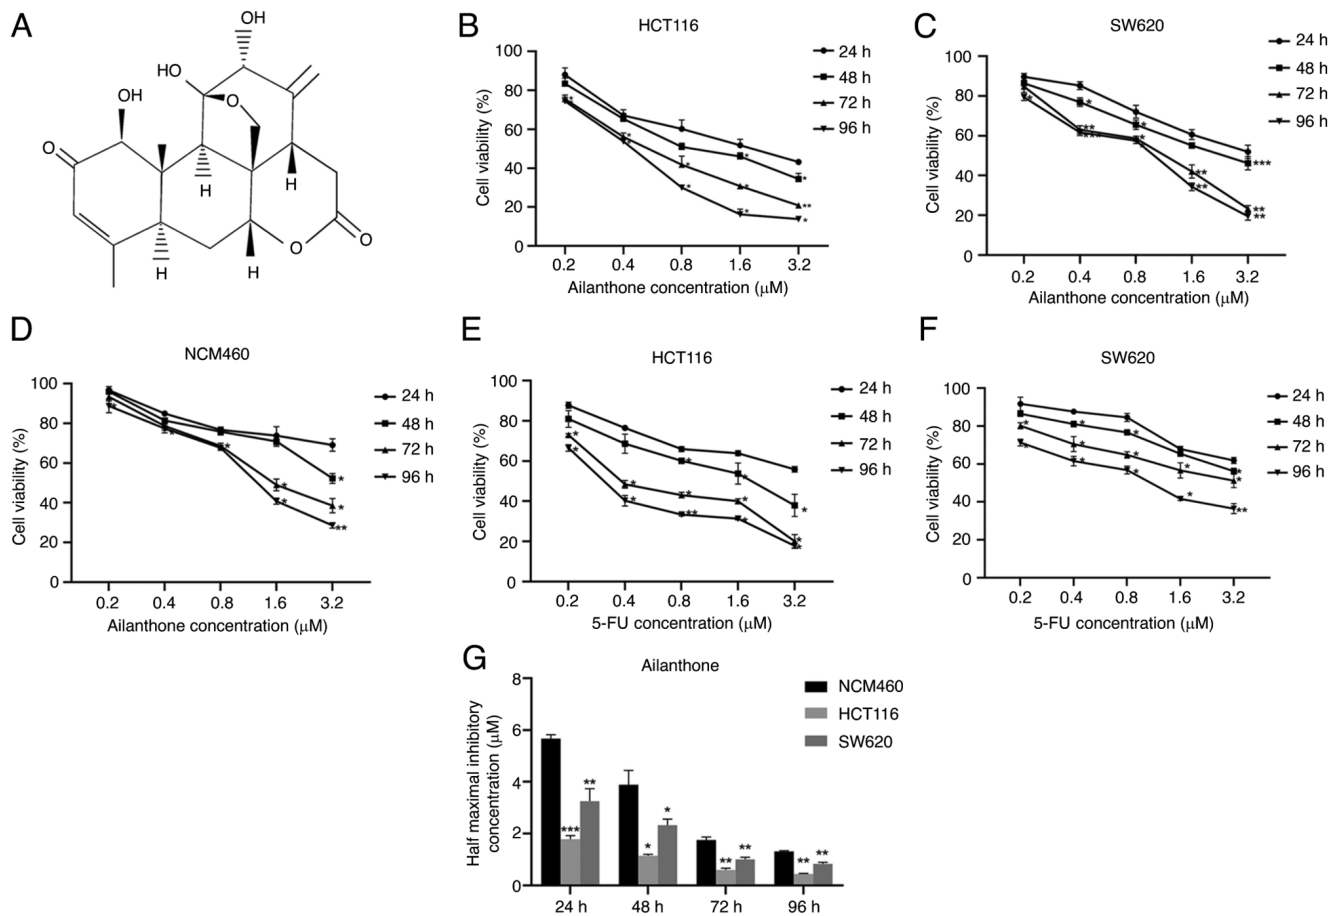 A
OH
HO
O
OH
O
H
H
H
H
O
O
B
HCT116
24 h
48 h
72 h
96 h
Cell viability (%)
100
80
60
40
20
0
* * * * * * * * ** *
0.2 0.4 0.8 1.6 3.2
Ailanthone concentration (μM)
C
SW620
24 h
48 h
72 h
96 h
Cell viability (%)
100
80
60
40
20
0
* * ** *** * * ** ** *** ** **
0.2 0.4 0.8 1.6 3.2
Ailanthone concentration (μM)
D
NCM460
24 h
48 h
72 h
96 h
Cell viability (%)
100
80
60
40
20
0
* * * * * * * **
0.2 0.4 0.8 1.6 3.2
Ailanthone concentration (μM)
E
HCT116
24 h
48 h
72 h
96 h
Cell viability (%)
100
80
60
40
20
0
* * * * * * ** * * * * * *
0.2 0.4 0.8 1.6 3.2
5-FU concentration (μM)
F
SW620
24 h
48 h
72 h
96 h
Cell viability (%)
100
80
60
40
20
0
* * * * * * * * * * * **
0.2 0.4 0.8 1.6 3.2
5-FU concentration (μM)
G
Ailanthone
NCM460
HCT116
SW620
Half maximal inhibitory
concentration (μM)
8
6
4
2
0
*** ** * * ** ** ** **
24 h 48 h 72 h 96 h